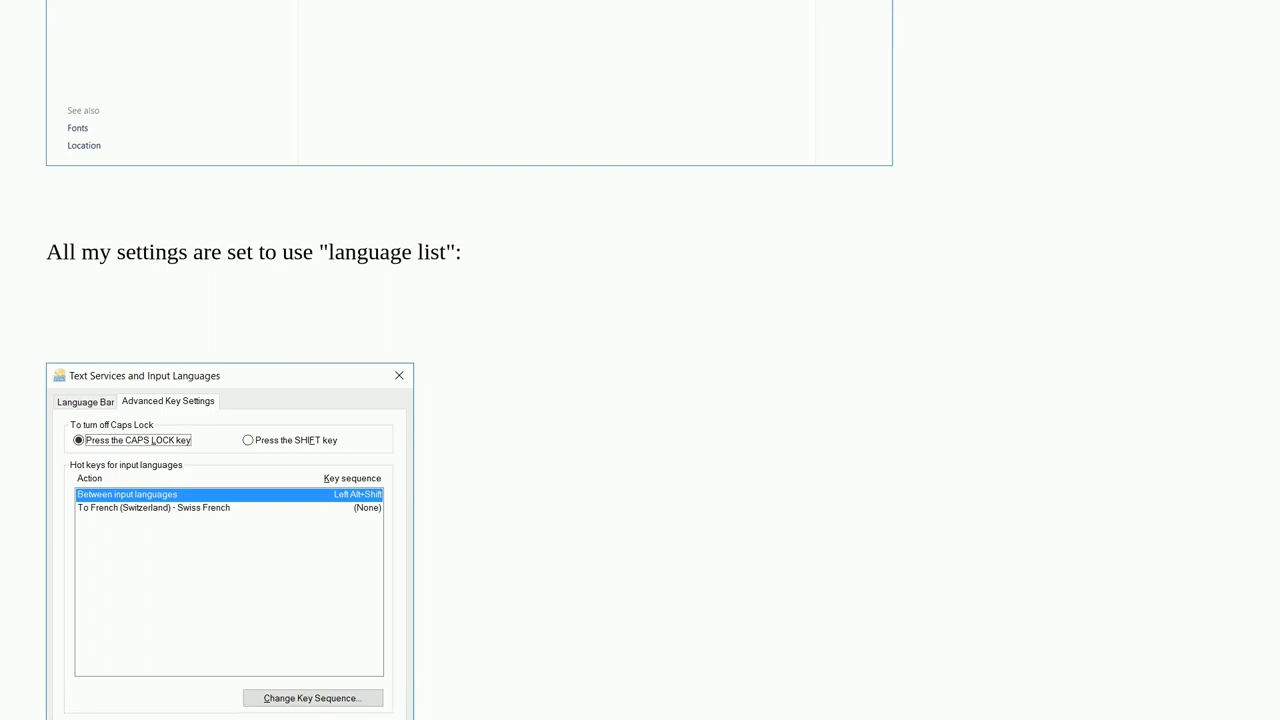 See also
Fonts
Location
All my settings are set to use "language list":
Text Services and Input Languages
Language Bar Advanced Key Settings
To turn off Caps Lock
Press the CAPS LOCK key Press the SHIFT key
Hot keys for input languages
Action Key sequence
Between input languages Left Alt+Shift
To French (Switzerland) - Swiss French (None)
Change Key Sequence...